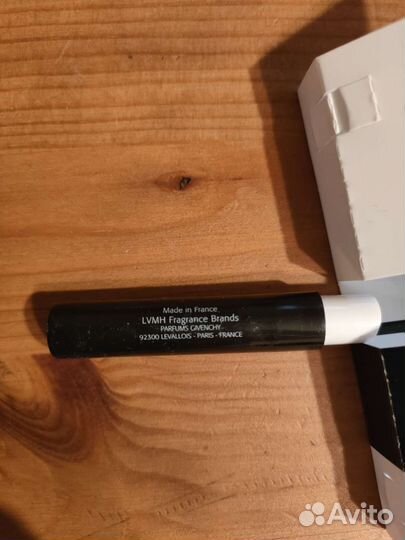 Made in France
LVMH Fragrance Brands
PARFUMS GIVENCHY
92300 LEVALLOIS - PARIS - FRANCE
Avito